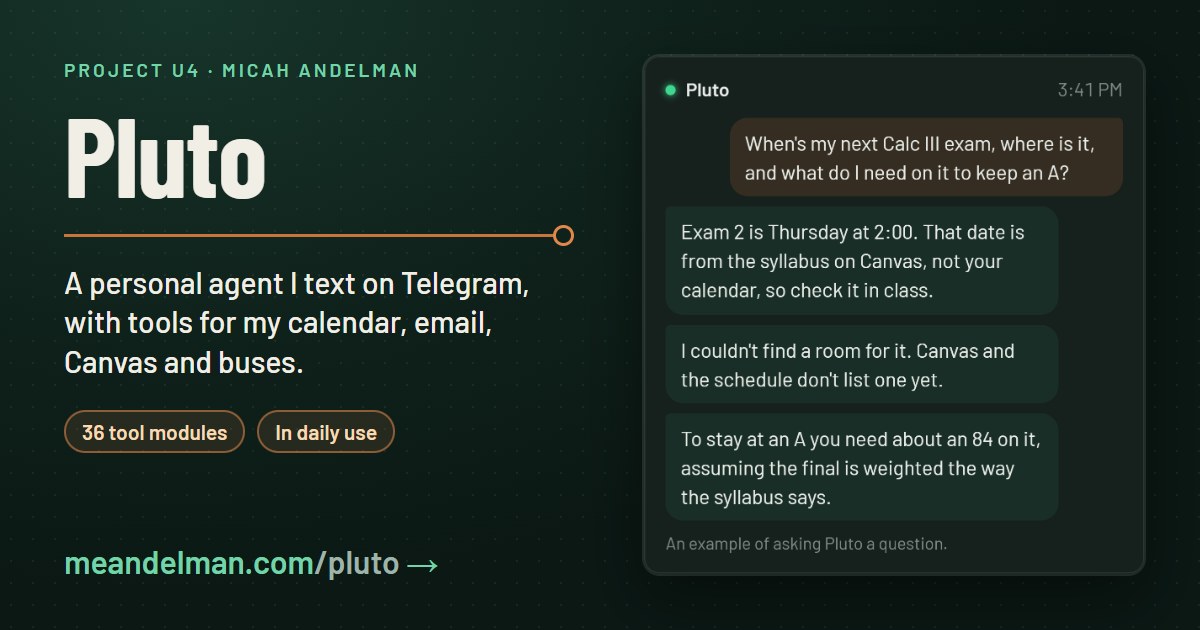 PROJECT U4 · MICAH ANDELMAN
Pluto
A personal agent I text on Telegram,
with tools for my calendar, email,
Canvas and buses.
36 tool modules
In daily use
meandelman.com/pluto →
Pluto
3:41 PM
When's my next Calc III exam, where is it,
and what do I need on it to keep an A?
Exam 2 is Thursday at 2:00. That date is
from the syllabus on Canvas, not your
calendar, so check it in class.
I couldn't find a room for it. Canvas and
the schedule don't list one yet.
To stay at an A you need about an 84 on it,
assuming the final is weighted the way
the syllabus says.
An example of asking Pluto a question.